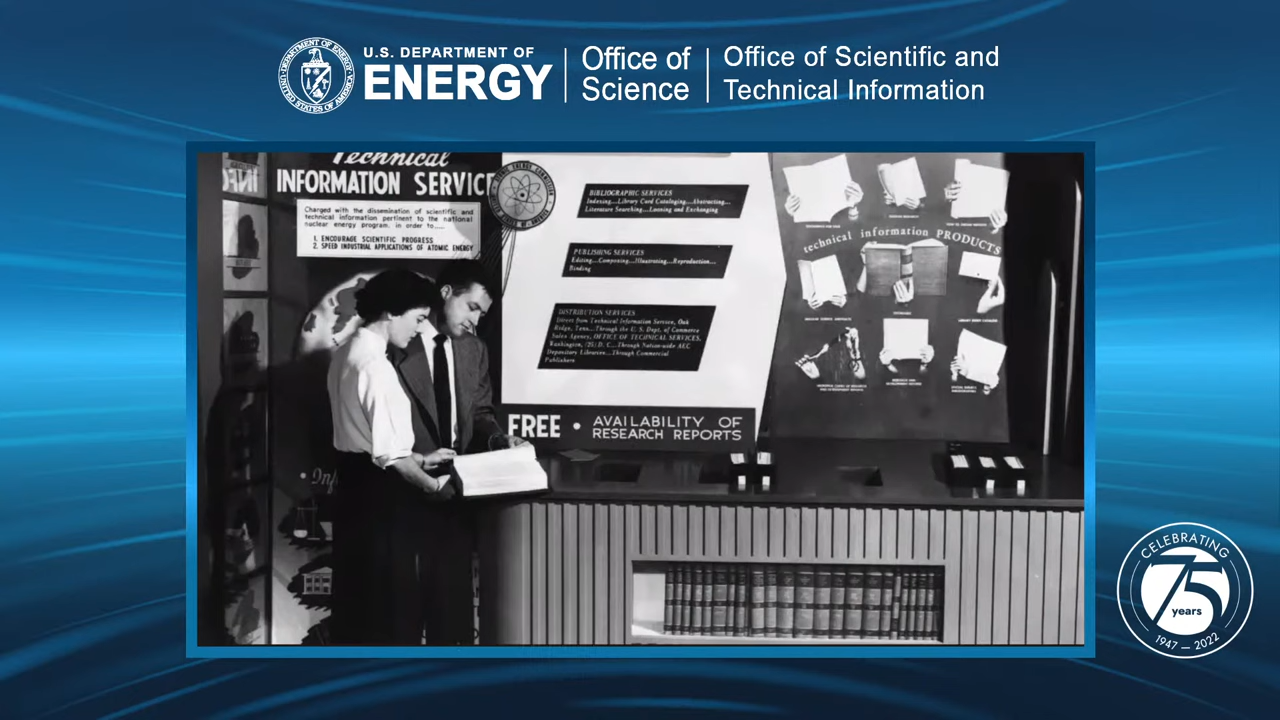 U.S. DEPARTMENT OF
ENERGY
Office of
Science
Office of Scientific and
Technical Information
Technical
INFORMATION SERVICE
Charged with the dissemination of scientific and
technical information pertinent to the national
nuclear energy program, in order to.....
1. ENCOURAGE SCIENTIFIC PROGRESS
2. SPEED INDUSTRIAL APPLICATIONS OF ATOMIC ENERGY
BIBLIOGRAPHIC SERVICES
Indexing...Library Card Cataloging...Abstracting...
Literature Searching...Loaning and Exchanging
PUBLISHING SERVICES
Editing...Composing...Illustrating...Reproduction...
Binding
DISTRIBUTION SERVICES
Direct from Technical Information Service, Oak
Ridge, Tenn...Through the U. S. Dept. of Commerce
Sales Agency, OFFICE OF TECHNICAL SERVICES,
Washington, (25) D. C...Through Nation-wide AEC
Depository Libraries...Through Commercial
Publishers
FREE • AVAILABILITY OF
RESEARCH REPORTS
technical information PRODUCTS
CELEBRATING
75
years
1947 — 2022